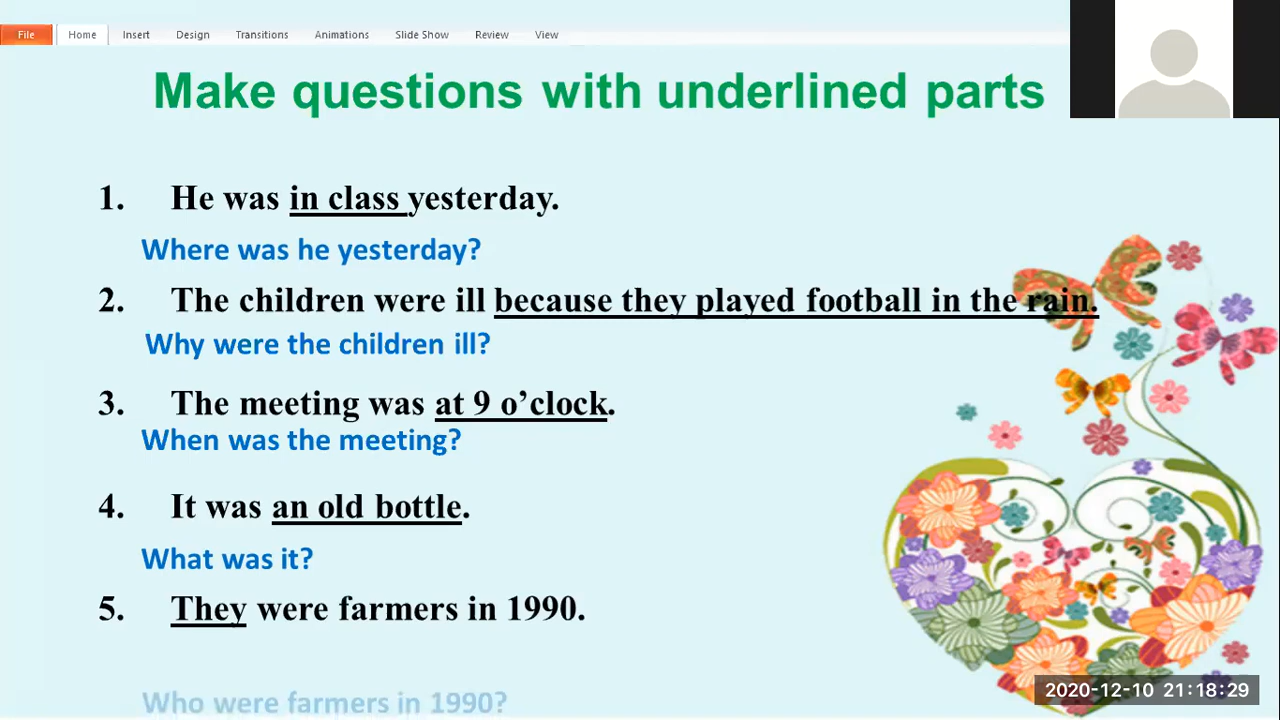 File Home Insert Design Transitions Animations Slide Show Review View
Make questions with underlined parts
1. He was in class yesterday.
Where was he yesterday?
2. The children were ill because they played football in the rain.
Why were the children ill?
3. The meeting was at 9 o’clock.
When was the meeting?
4. It was an old bottle.
What was it?
5. They were farmers in 1990.
Who were farmers in 1990?
2020-12-10 21:18:29